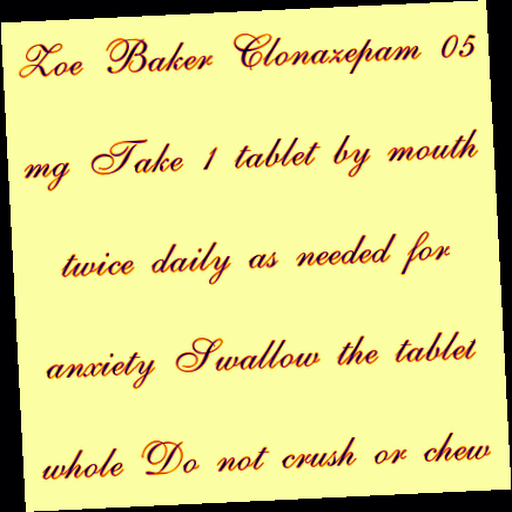 Zoe Baker Clonazepam 05
mg Take 1 tablet by mouth
twice daily as needed for
anxiety Swallow the tablet
whole Do not crush or chew